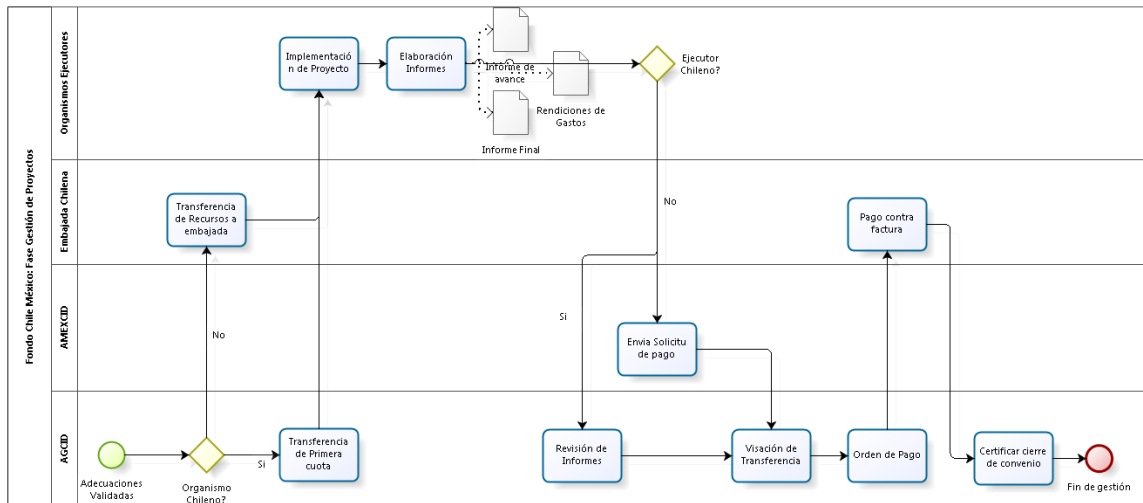 Fondo Chile México: Fase Gestión de Proyectos
Organismos Ejecutores
Implementació
n de Proyecto
Elaboración
Informes
Informe de
avance
Rendiciones de
Gastos
Informe Final
Ejecutor
Chileno?
No
Si
Embajada Chilena
Transferencia
de Recursos a
embajada
Pago contra
factura
AMEXCID
No
Envia Solicitu
de pago
AGCID
Adecuaciones
Validadas
Organismo
Chileno?
Si
Transferencia
de Primera
cuota
Revisión de
Informes
Visación de
Transferencia
Orden de Pago
Certificar cierre
de convenio
Fin de gestión